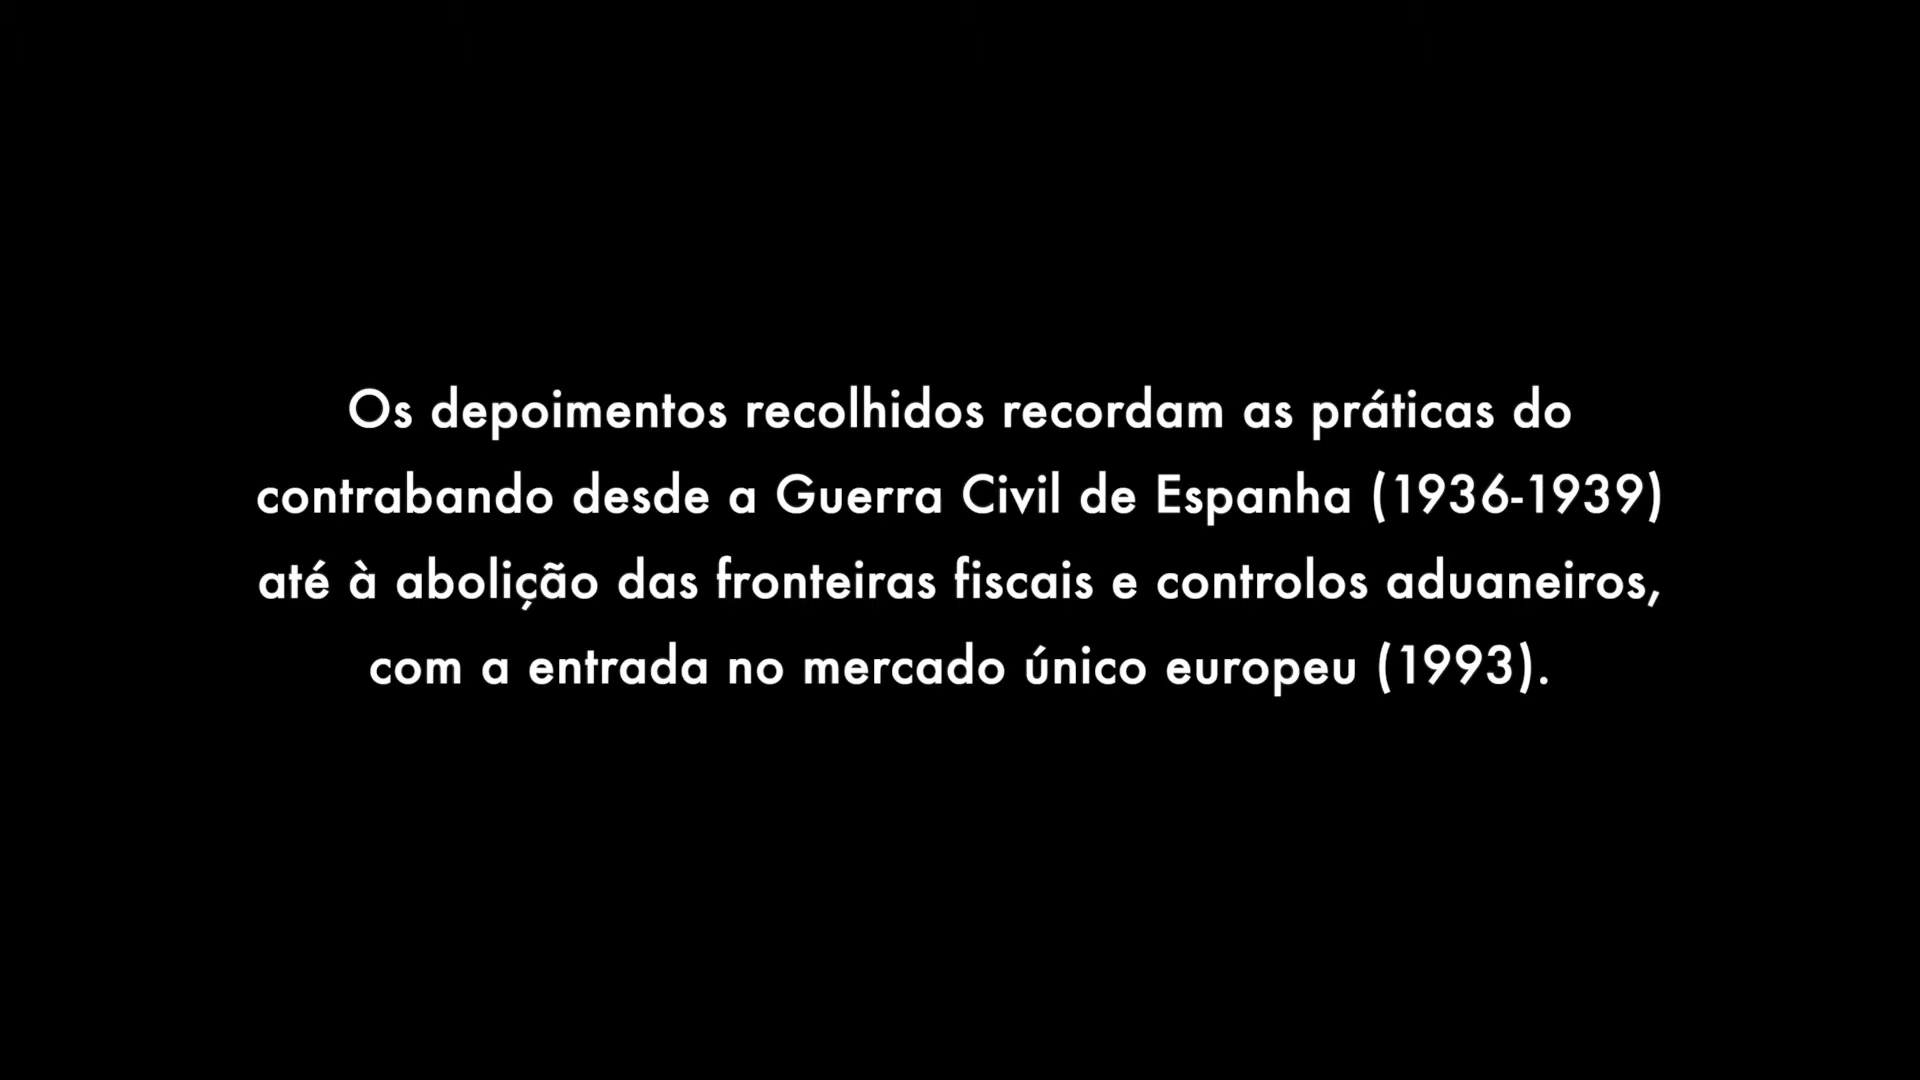 Os depoimentos recolhidos recordam as práticas do
contrabando desde a Guerra Civil de Espanha (1936-1939)
até à abolição das fronteiras fiscais e controlos aduaneiros,
com a entrada no mercado único europeu (1993).